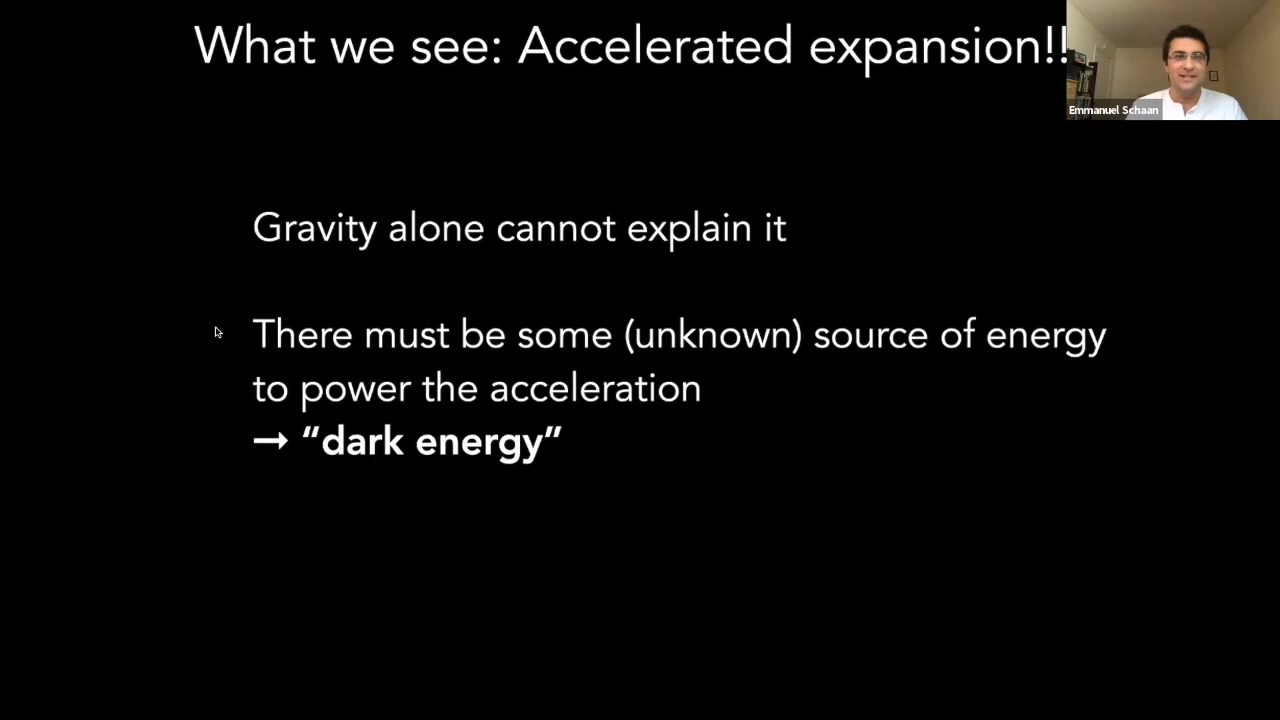 What we see: Accelerated expansion!!
Emmanuel Schaan
Gravity alone cannot explain it
There must be some (unknown) source of energy
to power the acceleration
→ “dark energy”